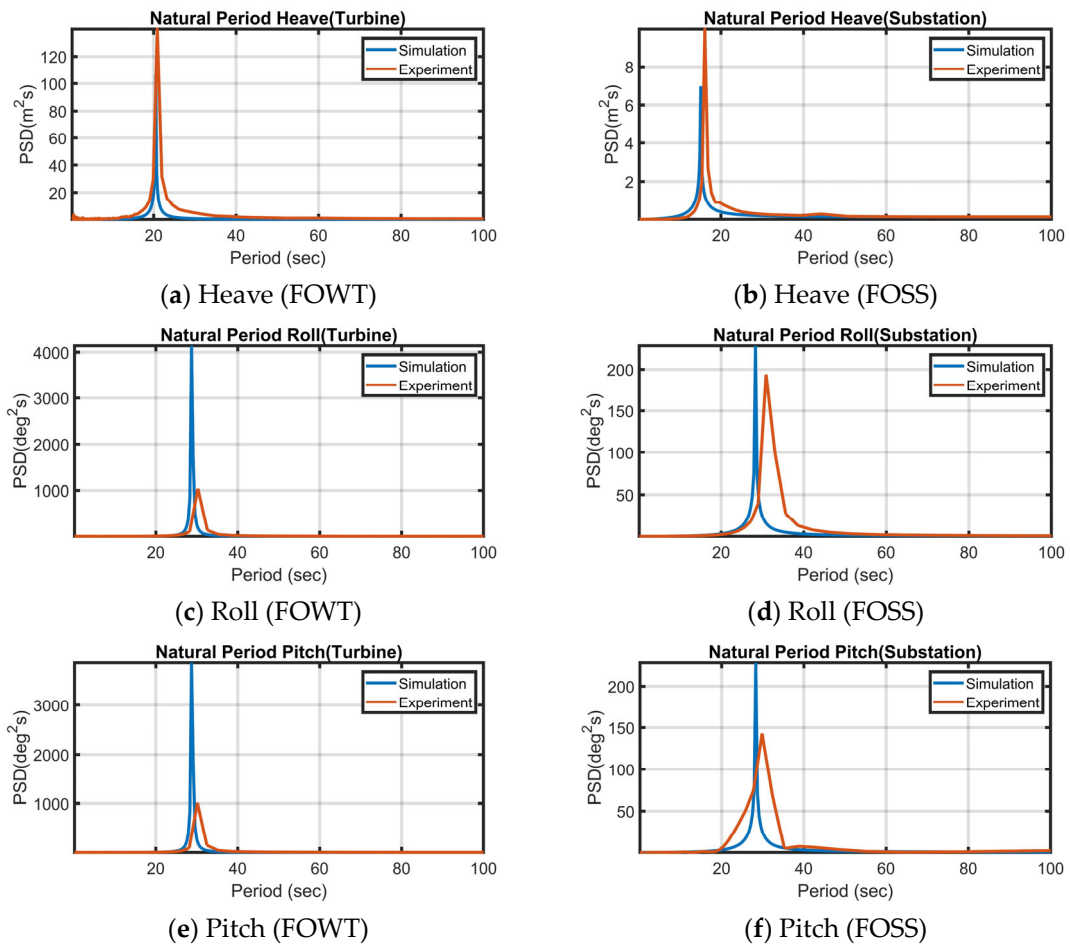 Natural Period Heave(Turbine)
PSD(m²s)
120
100
80
60
40
20
20 40 60 80 100
Period (sec)
Simulation
Experiment
(a) Heave (FOWT)
Natural Period Heave(Substation)
PSD(m²s)
8
6
4
2
20 40 60 80 100
Period (sec)
Simulation
Experiment
(b) Heave (FOSS)
Natural Period Roll(Turbine)
PSD(deg²s)
4000
3000
2000
1000
20 40 60 80 100
Period (sec)
Simulation
Experiment
(c) Roll (FOWT)
Natural Period Roll(Substation)
PSD(deg²s)
200
150
100
50
20 40 60 80 100
Period (sec)
Simulation
Experiment
(d) Roll (FOSS)
Natural Period Pitch(Turbine)
PSD(deg²s)
3000
2000
1000
20 40 60 80 100
Period (sec)
Simulation
Experiment
(e) Pitch (FOWT)
Natural Period Pitch(Substation)
PSD(deg²s)
200
150
100
50
20 40 60 80 100
Period (sec)
Simulation
Experiment
(f) Pitch (FOSS)